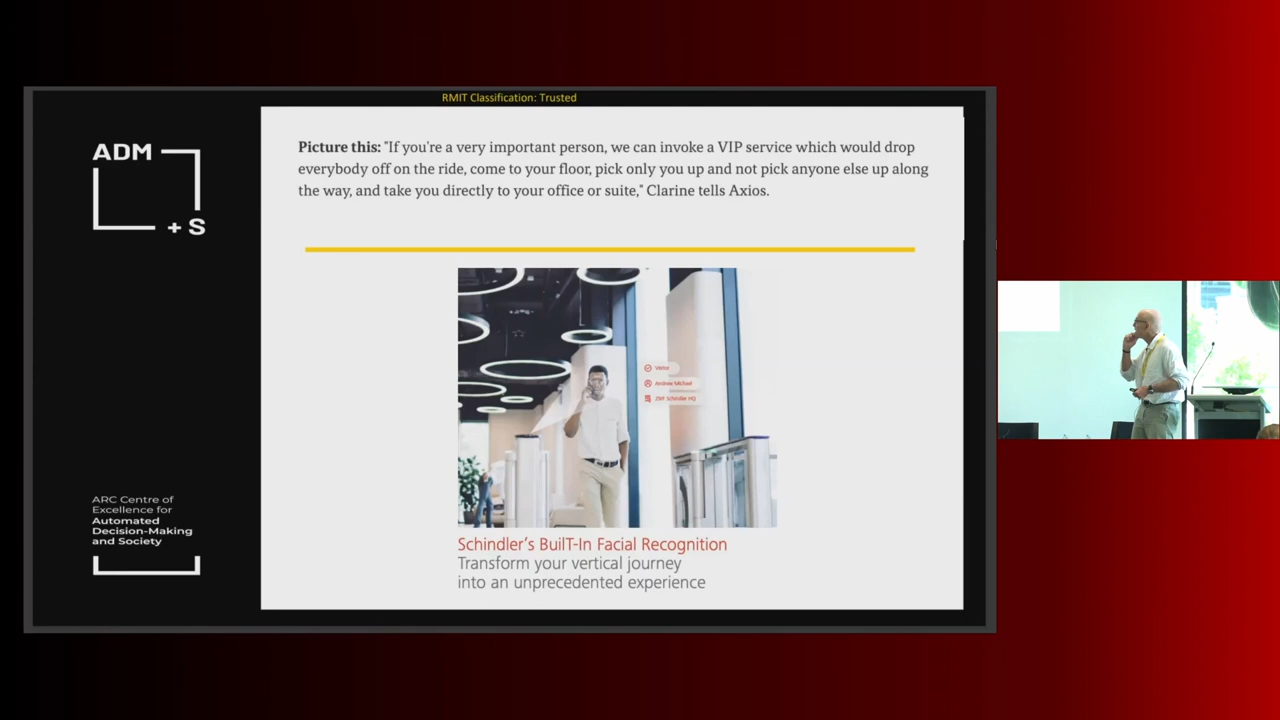 RMIT Classification: Trusted
ADM
+ S
Picture this: "If you're a very important person, we can invoke a VIP service which would drop
everybody off on the ride, come to your floor, pick only you up and not pick anyone else up along
the way, and take you directly to your office or suite," Clarine tells Axios.
Visitor
Andrew Michael
25/F Schindler HQ
Schindler's BuilT-In Facial Recognition
Transform your vertical journey
into an unprecedented experience
ARC Centre of
Excellence for
Automated
Decision-Making
and Society